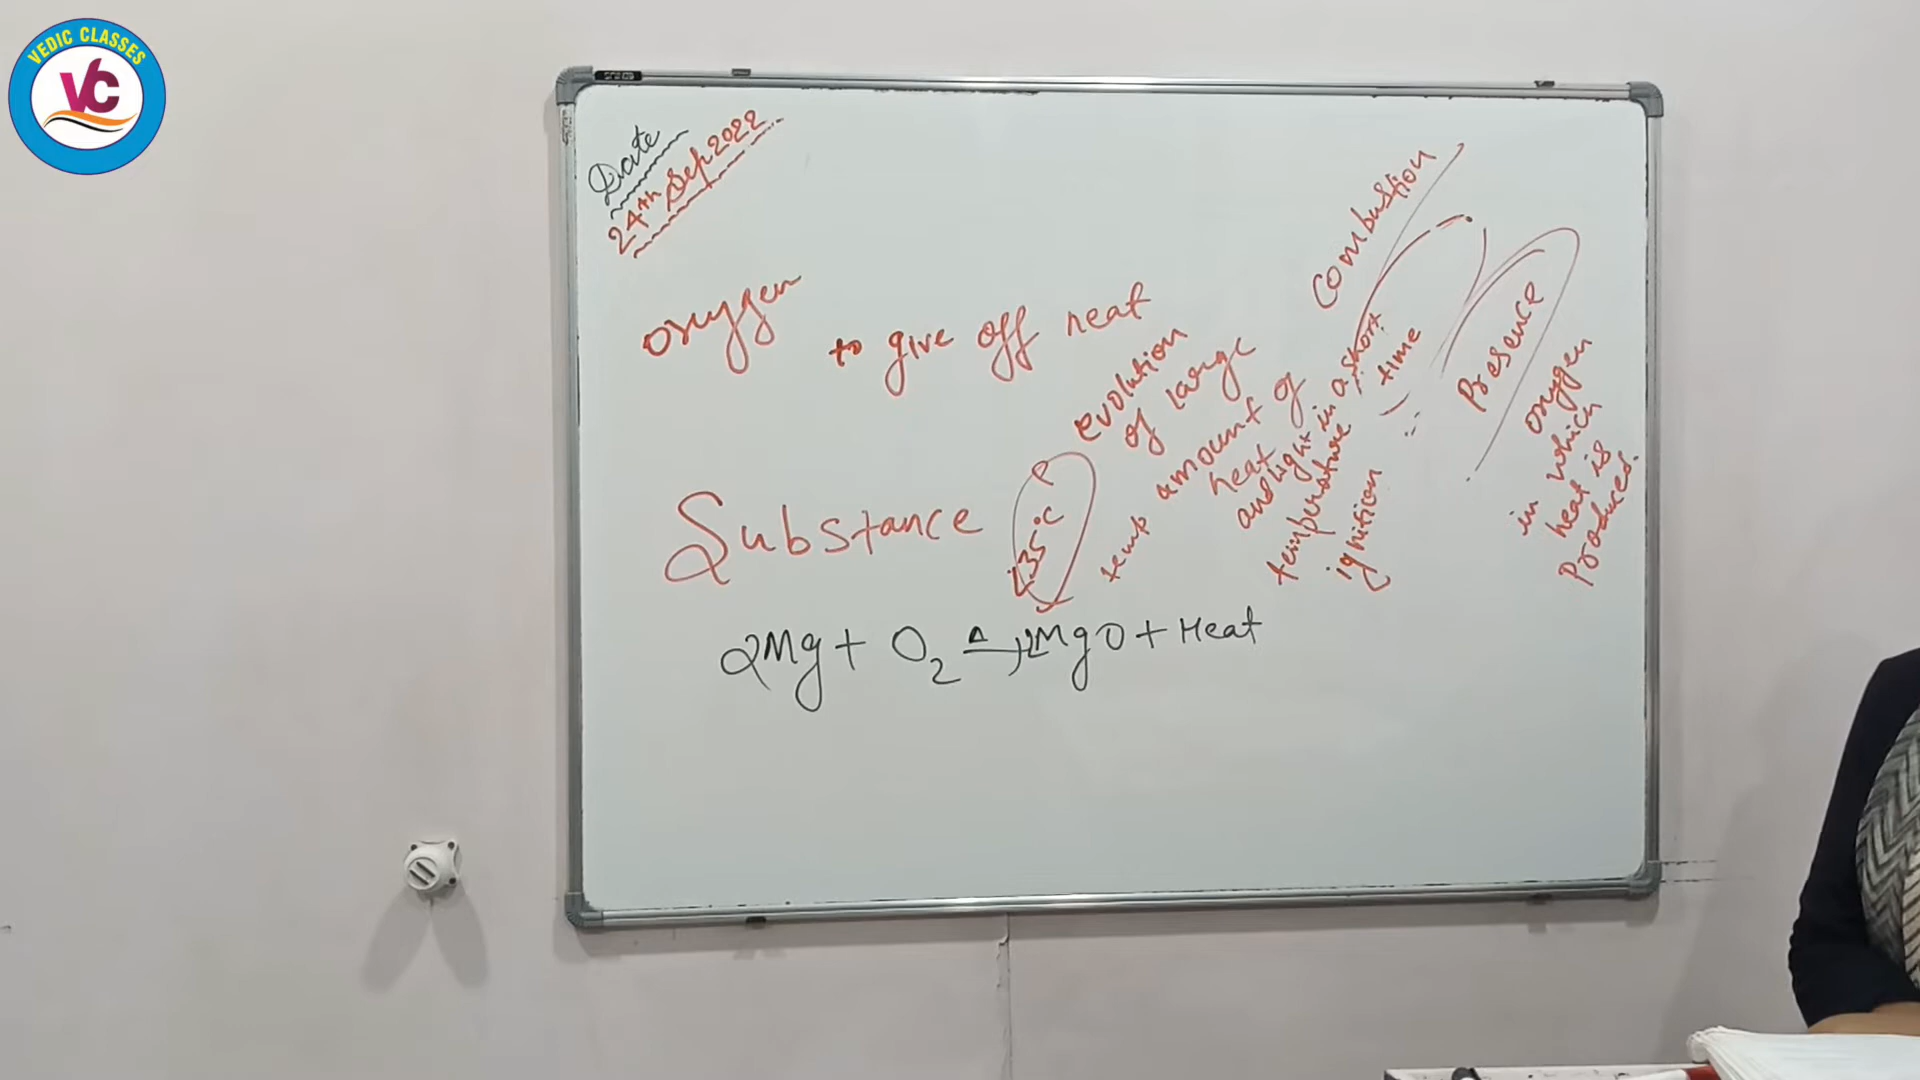 VEDIC CLASSES
VC
Date
24th Sep 2022
oxygen
to give off heat
Substance
evolution
of large
amount of
heat
and light in a short
time
temp
temperature
ignition
Combustion
Presence
oxygen
in which
heat is
Produced.
2Mg + O2 Δ→ 2MgO + Heat